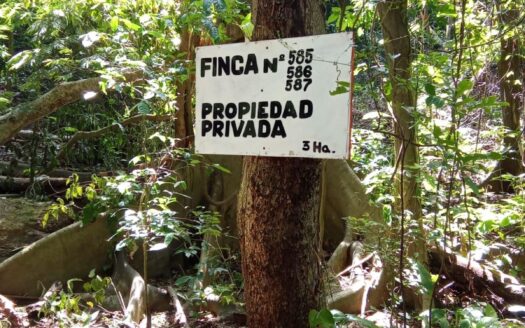 FINCA Nº 585
586
587
PROPIEDAD
PRIVADA
3 Ha.